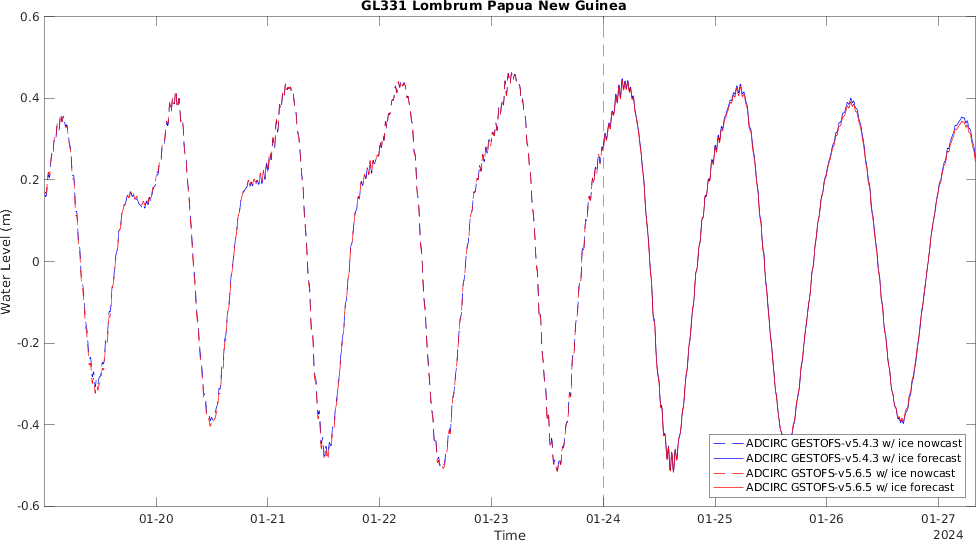 GL331 Lombrum Papua New Guinea
0.6
0.4
0.2
0
-0.2
-0.4
-0.6
Water Level (m)
ADCIRC GESTOFS-v5.4.3 w/ ice nowcast
ADCIRC GESTOFS-v5.4.3 w/ ice forecast
ADCIRC GSTOFS-v5.6.5 w/ ice nowcast
ADCIRC GSTOFS-v5.6.5 w/ ice forecast
01-20 01-21 01-22 01-23 01-24 01-25 01-26 01-27
Time
2024